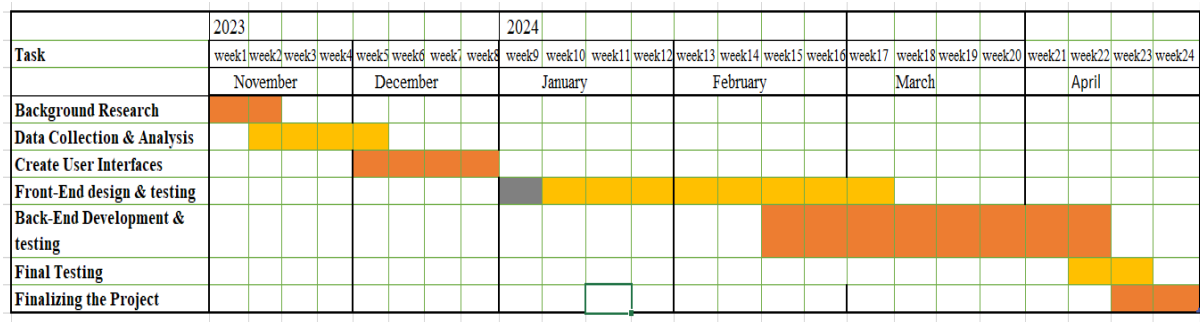 2023 2024
Task week1 week2 week3 week4 week5 week6 week7 week8 week9 week10 week11 week12 week13 week14 week15 week16 week17 week18 week19 week20 week21 week22 week23 week24
November December January February March April
Background Research
Data Collection & Analysis
Create User Interfaces
Front-End design & testing
Back-End Development &
testing
Final Testing
Finalizing the Project